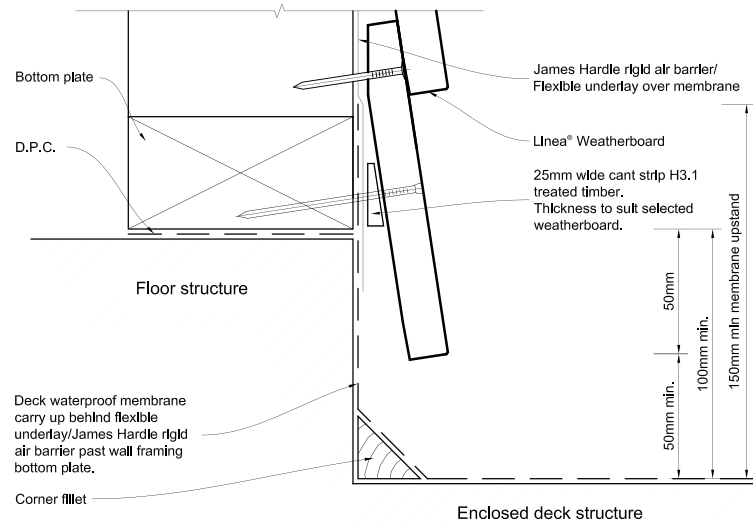 Bottom plate
D.P.C.
Floor structure
Deck waterproof membrane
carry up behind flexible
underlay/James Hardie rigid
air barrier past wall framing
bottom plate.
Corner fillet
James Hardie rigid air barrier/
Flexible underlay over membrane
Linea® Weatherboard
25mm wide cant strip H3.1
treated timber.
Thickness to suit selected
weatherboard.
50mm
50mm min.
100mm min.
150mm min membrane upstand
Enclosed deck structure